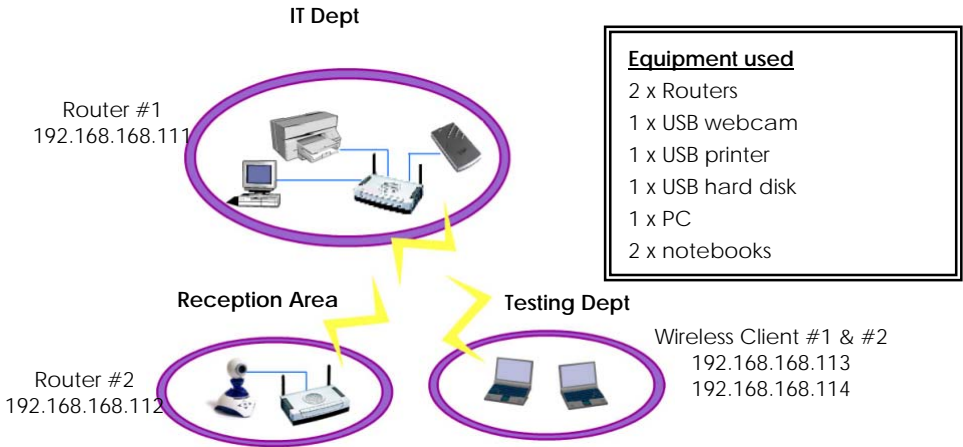 IT Dept
Equipment used
2 x Routers
1 x USB webcam
1 x USB printer
1 x USB hard disk
1 x PC
2 x notebooks
Router #1
192.168.168.111
Reception Area
Testing Dept
Wireless Client #1 & #2
192.168.168.113
192.168.168.114
Router #2
192.168.168.112